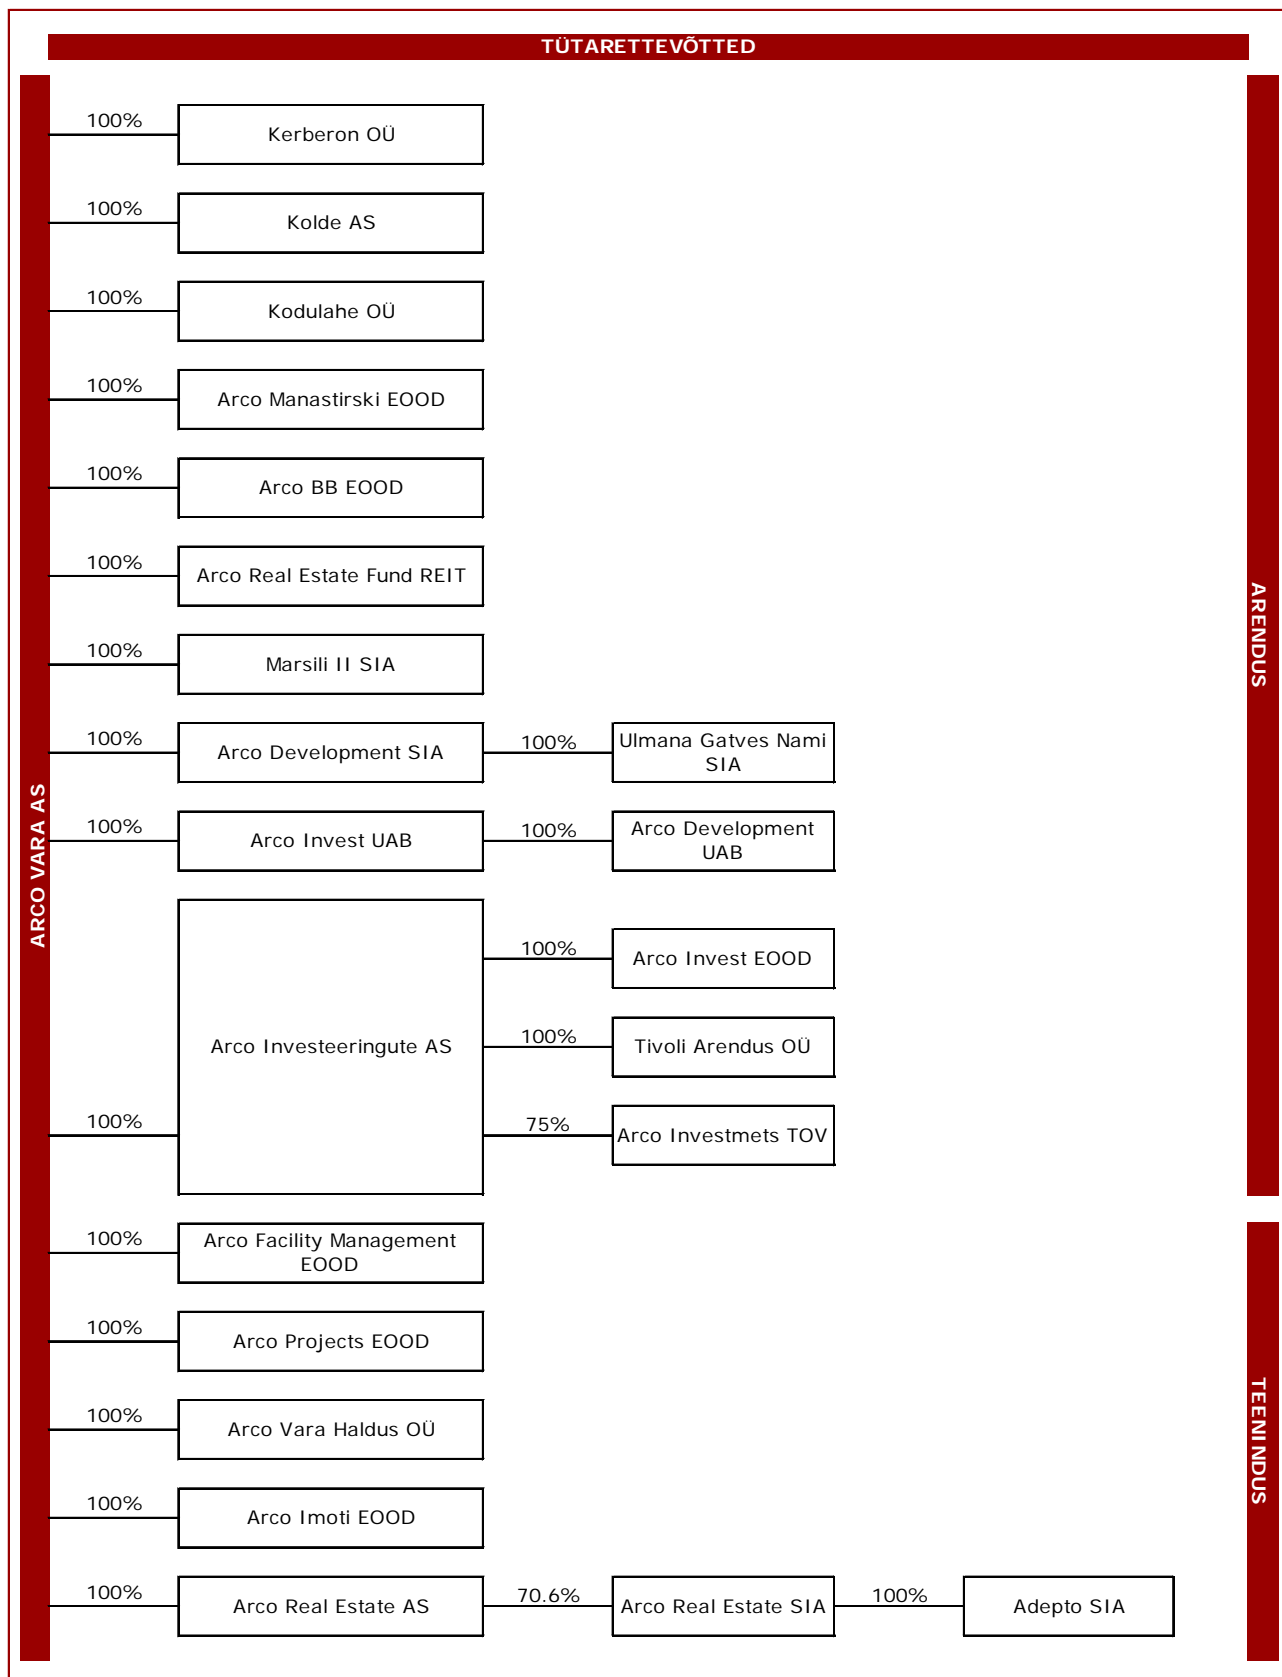 TÜTARETTEVÕTTED
ARCO VARA AS
100%
Kerberon OÜ
100%
Kolde AS
100%
Kodulahe OÜ
100%
Arco Manastirski EOOD
100%
Arco BB EOOD
100%
Arco Real Estate Fund REIT
100%
Marsili II SIA
100%
Arco Development SIA
100%
Ulmana Gatves Nami
SIA
100%
Arco Invest UAB
100%
Arco Development
UAB
100%
Arco Investeeringute AS
100%
Arco Invest EOOD
100%
Tivoli Arendus OÜ
75%
Arco Investmets TOV
ARENDUS
100%
Arco Facility Management
EOOD
100%
Arco Projects EOOD
100%
Arco Vara Haldus OÜ
100%
Arco Imoti EOOD
100%
Arco Real Estate AS
70.6%
Arco Real Estate SIA
100%
Adepto SIA
TEENINDUS